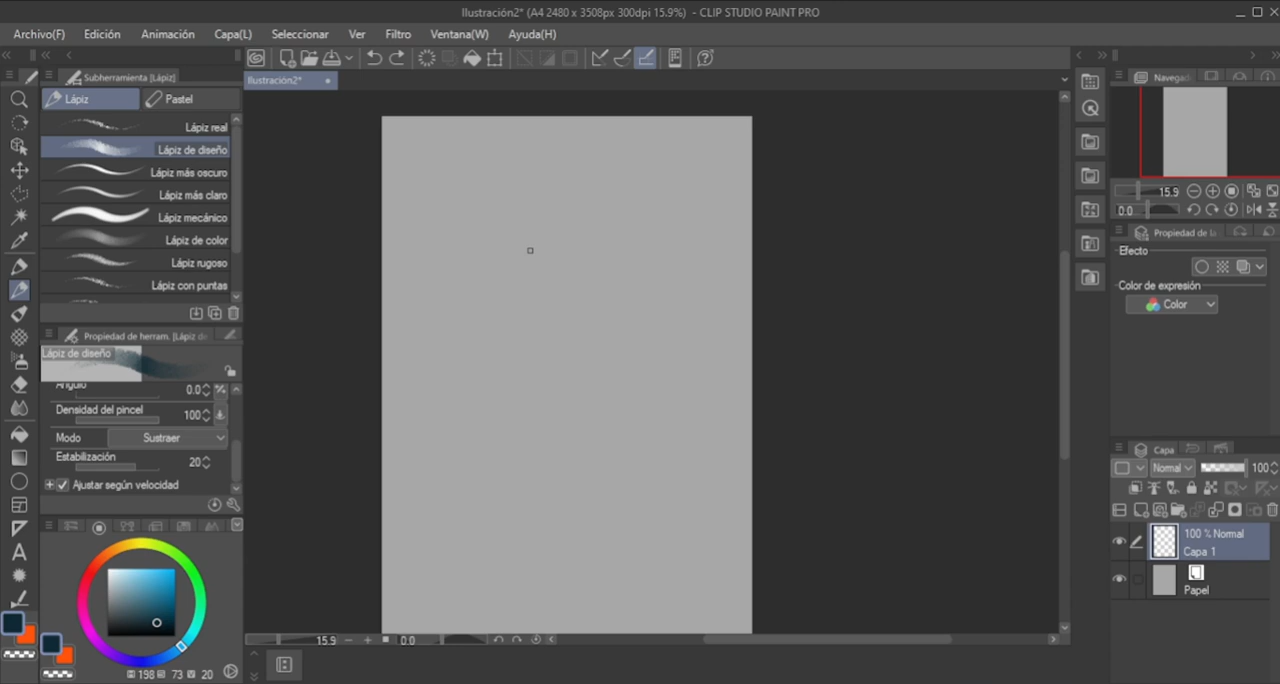 Ilustración2* (A4 2480 x 3508px 300dpi 15.9%) - CLIP STUDIO PAINT PRO
Archivo(F) Edición Animación Capa(L) Seleccionar Ver Filtro Ventana(W) Ayuda(H)
Subherramienta [Lápiz]
Ilustración2*
Navegad
Lápiz Pastel
Lápiz real
Lápiz de diseño
Lápiz más oscuro
Lápiz más claro
Lápiz mecánico
Lápiz de color
Lápiz rugoso
Lápiz con puntas
Propiedad de herram. [Lápiz de
Lápiz de diseño
Ángulo 0.0
Densidad del pincel 100
Modo Sustraer
Estabilización 20
Ajustar según velocidad
198 73 20
15.9 0.0
15.9
0.0
Propiedad de la
Efecto
Color de expresión
Color
Capa
Normal 100
100 % Normal
Capa 1
Papel
A